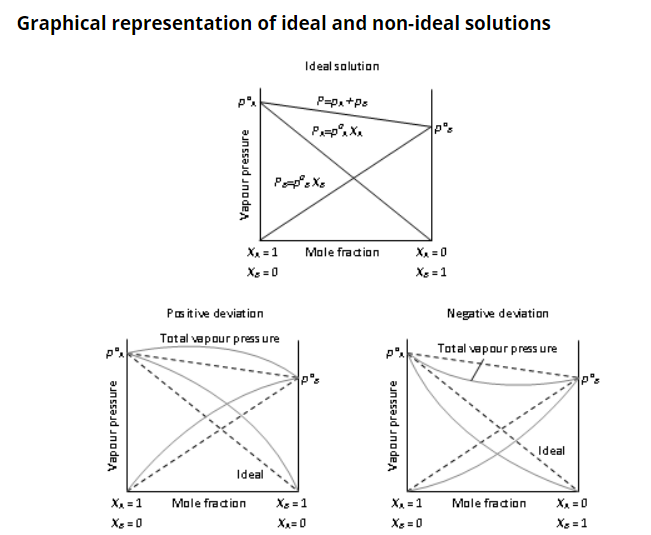 Graphical representation of ideal and non-ideal solutions
Ideal solution
p°A
P=pA+pB
p°B
PA=p°A XA
PB=p°B XB
Vapour pressure
XA = 1 Mole fraction XA = 0
XB = 0 XB = 1
Positive deviation
Total vapour pressure
p°A
p°B
Vapour pressure
Ideal
XA = 1 Mole fraction XB = 1
XB = 0 XA= 0
Negative deviation
Total vapour pressure
p°A
p°B
Vapour pressure
Ideal
XA = 1 Mole fraction XA = 0
XB = 0 XB = 1